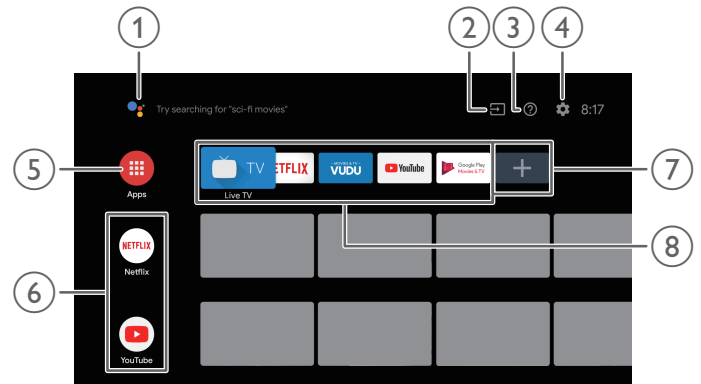 1
2
3
4
Try searching for "sci-fi movies"
8:17
5
Apps
TV
NETFLIX
MOVIES & TV
VUDU
YouTube
Google Play
Movies & TV
7
Live TV
8
NETFLIX
Netflix
6
YouTube